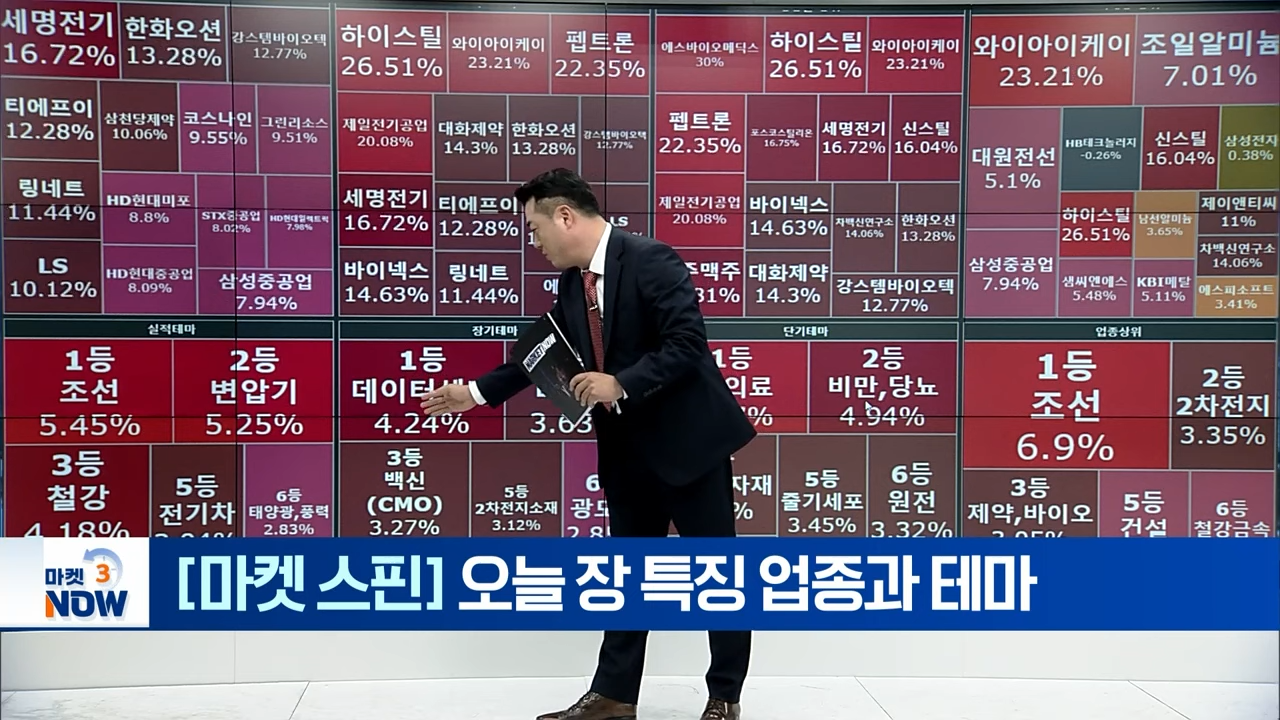 세명전기
16.72%
한화오션
13.28%
강스템바이오텍
12.77%
티에프이
12.28%
삼천당제약
10.06%
코스나인
9.55%
그린리소스
9.51%
링네트
11.44%
HD현대미포
8.8%
STX중공업
8.02%
HD현대일렉트릭
7.98%
LS
10.12%
HD현대중공업
8.09%
삼성중공업
7.94%
하이스틸
26.51%
와이아이케이
23.21%
펩트론
22.35%
제일전기공업
20.08%
대화제약
14.3%
한화오션
13.28%
강스템바이오텍
12.77%
세명전기
16.72%
티에프이
12.28%
LS
바이넥스
14.63%
링네트
11.44%
에스바이오메딕스
30%
하이스틸
26.51%
와이아이케이
23.21%
펩트론
22.35%
포스코스틸리온
16.75%
세명전기
16.72%
신스틸
16.04%
제일전기공업
20.08%
바이넥스
14.63%
차백신연구소
14.06%
한화오션
13.28%
대화제약
14.3%
강스템바이오텍
12.77%
와이아이케이
23.21%
조일알미늄
7.01%
대원전선
5.1%
HB테크놀러지
-0.26%
신스틸
16.04%
삼성전자
0.38%
하이스틸
26.51%
남선알미늄
3.65%
제이앤티씨
11%
차백신연구소
14.06%
삼성중공업
7.94%
샘씨엔에스
5.48%
KBI메탈
5.11%
에스피소프트
3.41%
실적테마
장기테마
단기테마
업종상위
1등
조선
5.45%
2등
변압기
5.25%
3등
철강
4.18%
5등
전기차
6등
태양광,풍력
2.83%
1등
데이터
4.24%
3.63
3등
백신
(CMO)
3.27%
5등
2차전지소재
3.12%
1등
의료
2등
비만,당뇨
4.94%
자재
5등
줄기세포
3.45%
6등
원전
3.32%
1등
조선
6.9%
2등
2차전지
3.35%
3등
제약,바이오
5등
건설
6등
철강금속
마켓 3
NOW
[마켓 스핀] 오늘 장 특징 업종과 테마